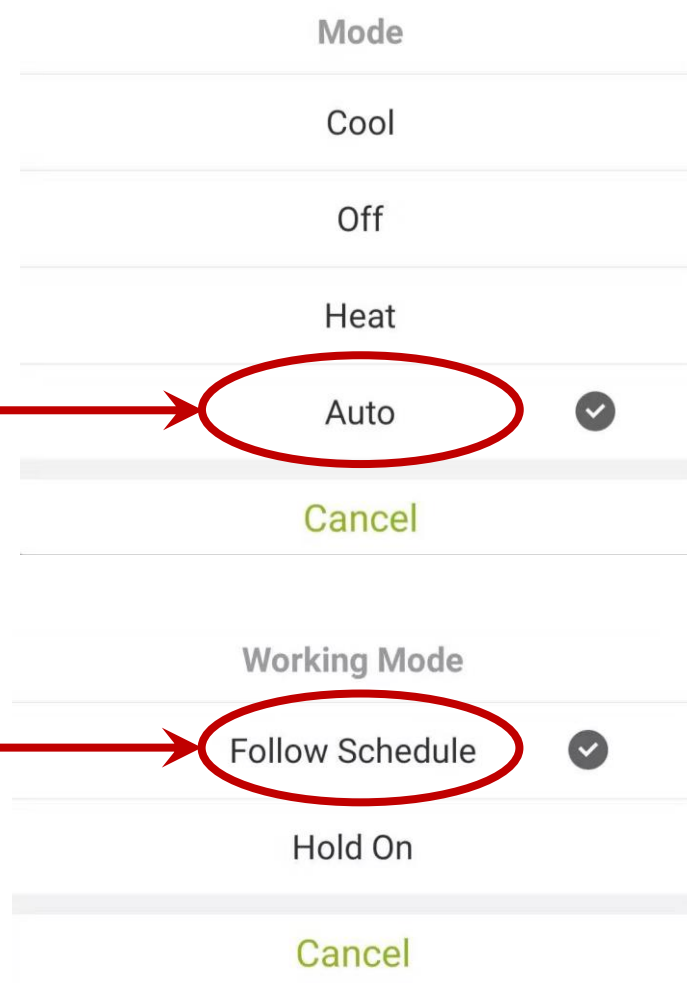 Mode
Cool
Off
Heat
Auto
Cancel
Working Mode
Follow Schedule
Hold On
Cancel